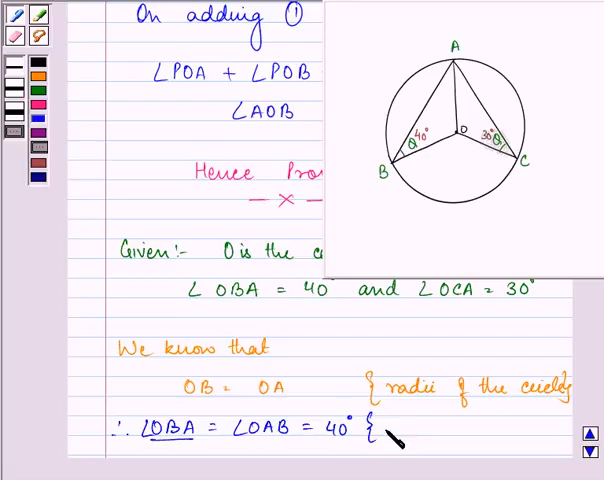 On adding ①
∠POA + ∠POB
∠AOB
Hence Pro
— × —
Given:- O is the c
∠OBA = 40° and ∠OCA = 30°
We know that
OB = OA { radii of the circle }
∴ ∠OBA = ∠OAB = 40° {
A
O
40°
30°
B
C